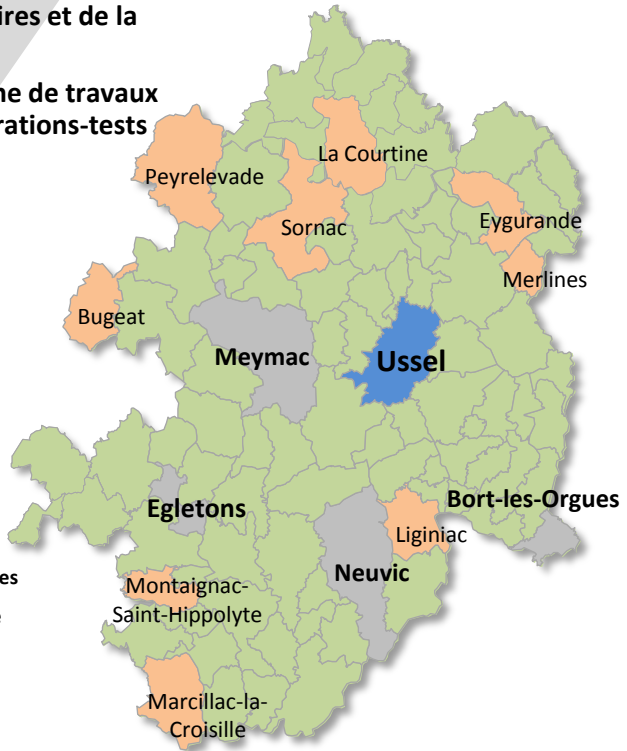 ires et de la
ne de travaux
rations-tests
La Courtine
Peyrelevade
Sornac
Eygurande
Merlines
Bugeat
Meymac
Ussel
Bort-les-Orgues
Egletons
Liginiac
Neuvic
es
Montaignac-
Saint-Hippolyte
Marcillac-la-
Croisille